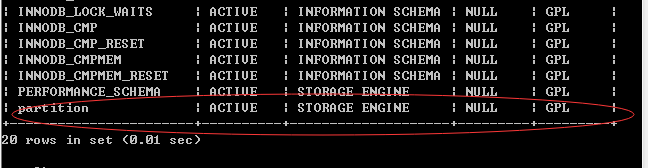 | INNODB_LOCK_WAITS | ACTIVE | INFORMATION SCHEMA | NULL | GPL |
| INNODB_CMP | ACTIVE | INFORMATION SCHEMA | NULL | GPL |
| INNODB_CMP_RESET | ACTIVE | INFORMATION SCHEMA | NULL | GPL |
| INNODB_CMPMEM | ACTIVE | INFORMATION SCHEMA | NULL | GPL |
| INNODB_CMPMEM_RESET | ACTIVE | INFORMATION SCHEMA | NULL | GPL |
| PERFORMANCE_SCHEMA | ACTIVE | STORAGE ENGINE | NULL | GPL |
| partition | ACTIVE | STORAGE ENGINE | NULL | GPL |
20 rows in set (0.01 sec)